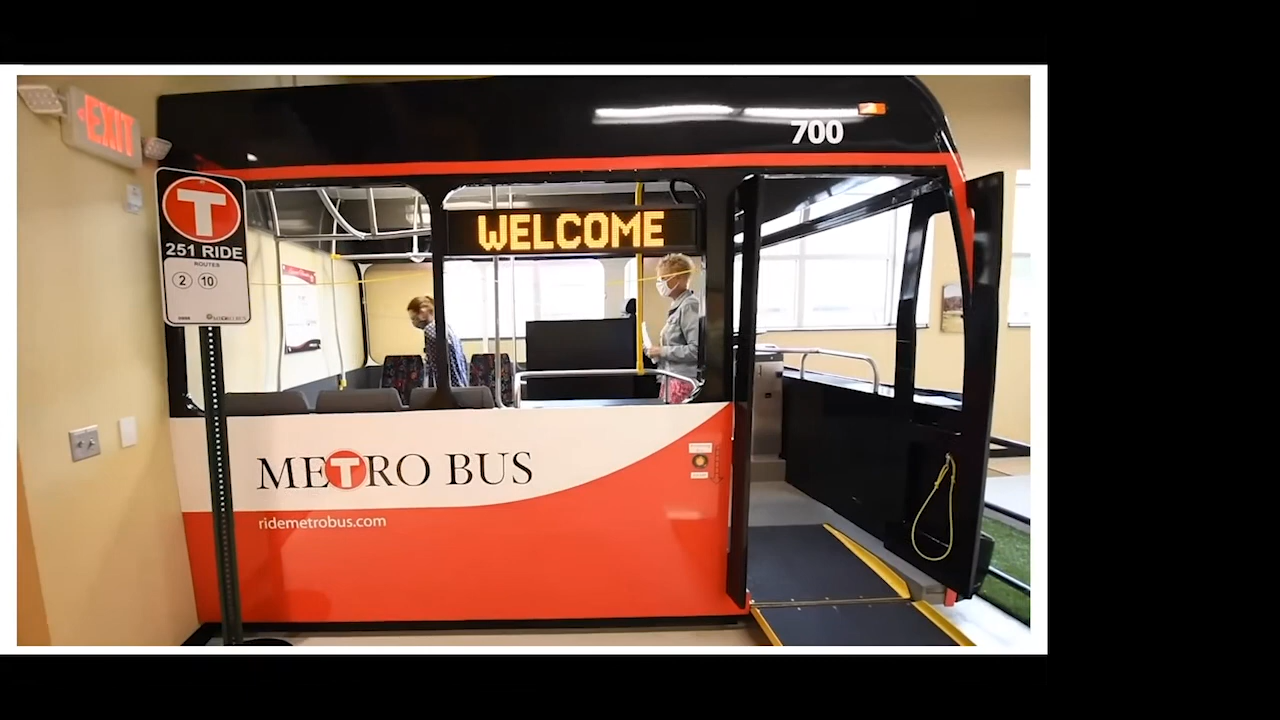 EXIT
700
T
251 RIDE
ROUTES
2 10
WELCOME
METRO BUS
ridemetrobus.com